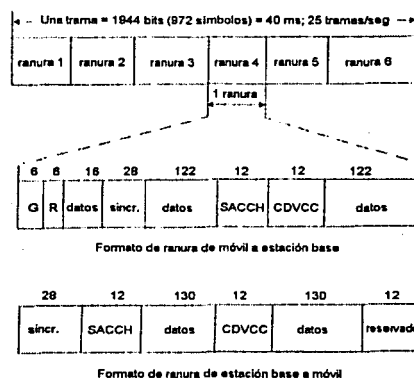 Una trama = 1944 bits (972 símbolos) = 40 ms; 25 tramas/seg
ranura 1 ranura 2 ranura 3 ranura 4 ranura 5 ranura 6
1 ranura
6 6 16 28 122 12 12 122
G R datos sincr. datos SACCH CDVCC datos
Formato de ranura de móvil a estación base
28 12 130 12 130 12
sincr. SACCH datos CDVCC datos reservado
Formato de ranura de estación base a móvil